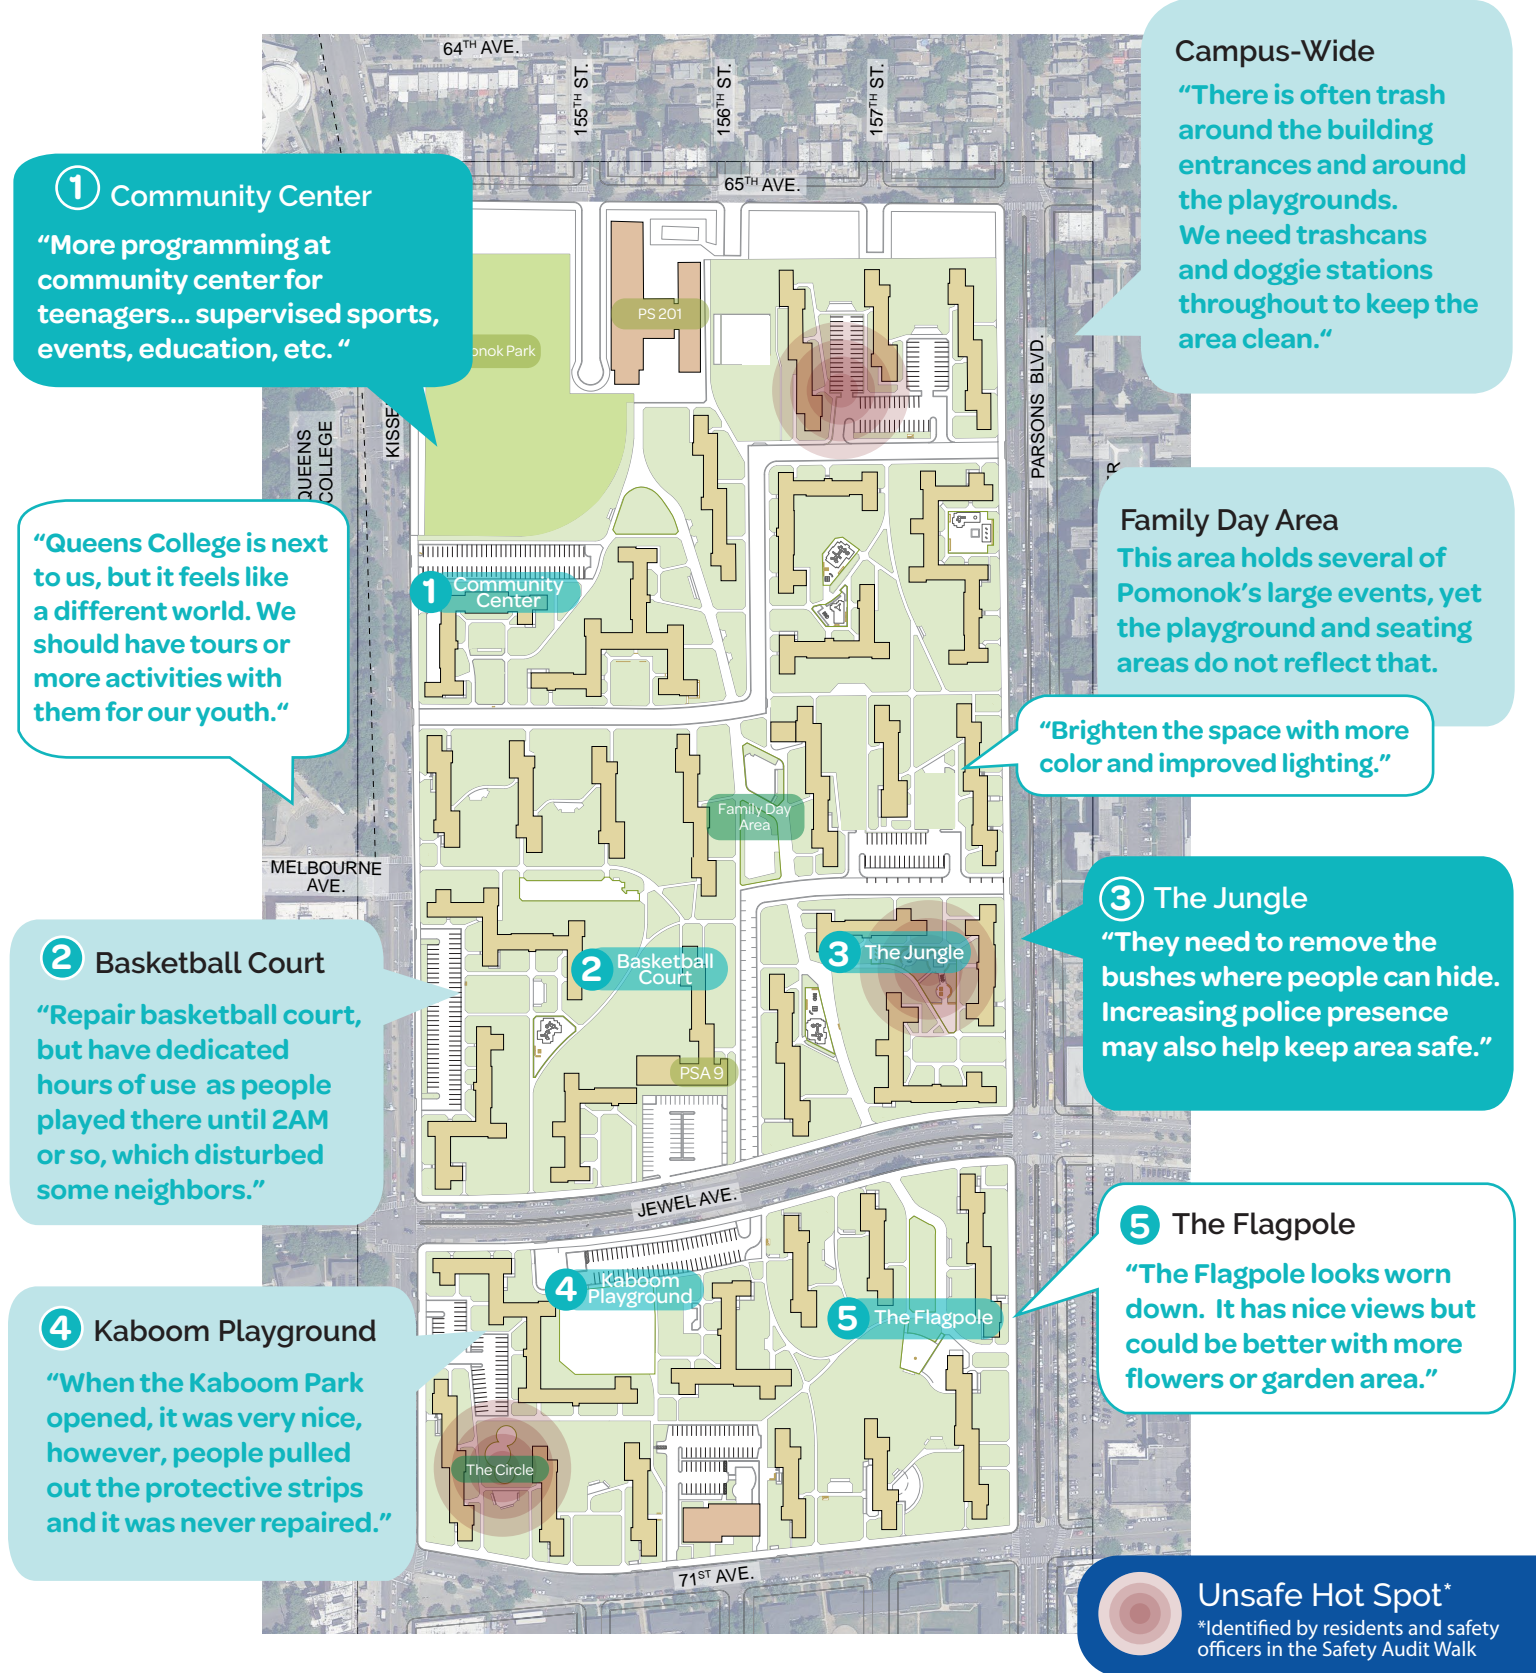 64TH AVE.
155TH ST.
156TH ST.
157TH ST.
65TH AVE.
Campus-Wide
“There is often trash
around the building
entrances and around
the playgrounds.
We need trashcans
and doggie stations
throughout to keep the
area clean.“
1 Community Center
“More programming at
community center for
teenagers... supervised sports,
events, education, etc. “
PS 201
onok Park
PARSONS BLVD.
QUEENS
COLLEGE
KISSE
R
Family Day Area
This area holds several of
Pomonok’s large events, yet
the playground and seating
areas do not reflect that.
“Brighten the space with more
color and improved lighting.”
“Queens College is next
to us, but it feels like
a different world. We
should have tours or
more activities with
them for our youth.“
1 Community
Center
Family Day
Area
MELBOURNE
AVE.
2 Basketball Court
“Repair basketball court,
but have dedicated
hours of use as people
played there until 2AM
or so, which disturbed
some neighbors.”
2 Basketball
Court
3 The Jungle
3 The Jungle
“They need to remove the
bushes where people can hide.
Increasing police presence
may also help keep area safe.”
PSA 9
JEWEL AVE.
5 The Flagpole
“The Flagpole looks worn
down. It has nice views but
could be better with more
flowers or garden area.”
4 Kaboom
Playground
5 The Flagpole
4 Kaboom Playground
“When the Kaboom Park
opened, it was very nice,
however, people pulled
out the protective strips
and it was never repaired.”
The Circle
71ST AVE.
Unsafe Hot Spot*
*Identified by residents and safety
officers in the Safety Audit Walk